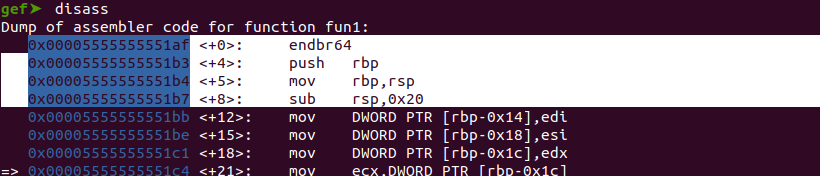 gef➤ disass
Dump of assembler code for function fun1:
0x00005555555551af <+0>: endbr64
0x00005555555551b3 <+4>: push rbp
0x00005555555551b4 <+5>: mov rbp,rsp
0x00005555555551b7 <+8>: sub rsp,0x20
0x00005555555551bb <+12>: mov DWORD PTR [rbp-0x14],edi
0x00005555555551be <+15>: mov DWORD PTR [rbp-0x18],esi
0x00005555555551c1 <+18>: mov DWORD PTR [rbp-0x1c],edx
=> 0x00005555555551c4 <+21>: mov ecx,DWORD PTR [rbp-0x1c]